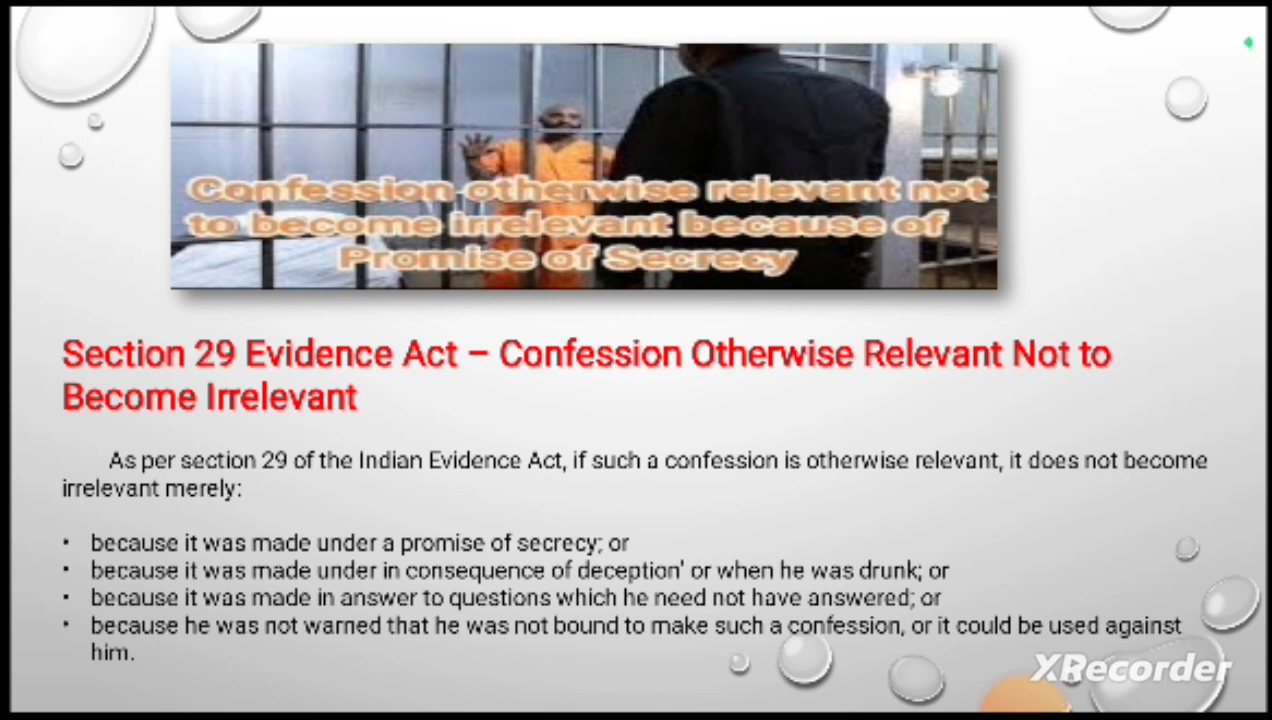 Confession otherwise relevant not
to become irrelevant because of
Promise of Secrecy
Section 29 Evidence Act – Confession Otherwise Relevant Not to
Become Irrelevant
As per section 29 of the Indian Evidence Act, if such a confession is otherwise relevant, it does not become
irrelevant merely:
• because it was made under a promise of secrecy; or
• because it was made under in consequence of deception' or when he was drunk; or
• because it was made in answer to questions which he need not have answered; or
• because he was not warned that he was not bound to make such a confession, or it could be used against
him.
XRecorder